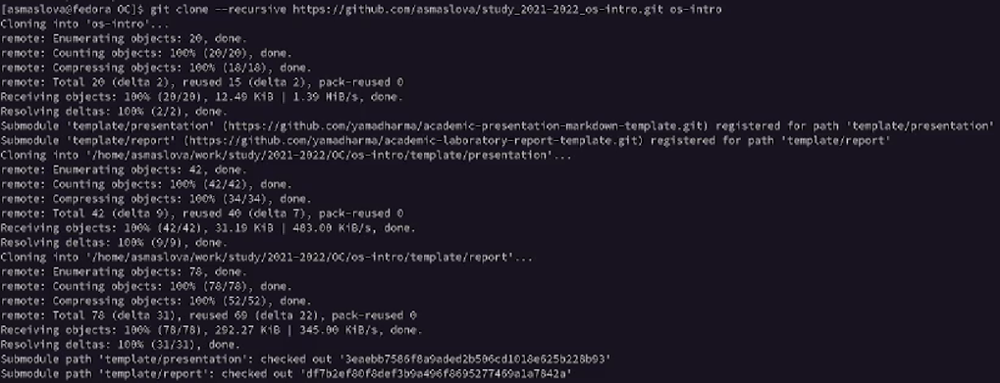 [asmaslova@fedora OC]$ git clone --recursive https://github.com/asmaslova/study_2021-2022_os-intro.git os-intro
Cloning into 'os-intro'...
remote: Enumerating objects: 20, done.
remote: Counting objects: 100% (20/20), done.
remote: Compressing objects: 100% (18/18), done.
remote: Total 20 (delta 2), reused 15 (delta 2), pack-reused 0
Receiving objects: 100% (20/20), 12.49 KiB | 1.39 MiB/s, done.
Resolving deltas: 100% (2/2), done.
Submodule 'template/presentation' (https://github.com/yamadharma/academic-presentation-markdown-template.git) registered for path 'template/presentation'
Submodule 'template/report' (https://github.com/yamadharma/academic-laboratory-report-template.git) registered for path 'template/report'
Cloning into '/home/asmaslova/work/study/2021-2022/OC/os-intro/template/presentation'...
remote: Enumerating objects: 42, done.
remote: Counting objects: 100% (42/42), done.
remote: Compressing objects: 100% (34/34), done.
remote: Total 42 (delta 9), reused 40 (delta 7), pack-reused 0
Receiving objects: 100% (42/42), 31.19 KiB | 483.00 KiB/s, done.
Resolving deltas: 100% (9/9), done.
Cloning into '/home/asmaslova/work/study/2021-2022/OC/os-intro/template/report'...
remote: Enumerating objects: 78, done.
remote: Counting objects: 100% (78/78), done.
remote: Compressing objects: 100% (52/52), done.
remote: Total 78 (delta 31), reused 69 (delta 22), pack-reused 0
Receiving objects: 100% (78/78), 292.27 KiB | 345.00 KiB/s, done.
Resolving deltas: 100% (31/31), done.
Submodule path 'template/presentation': checked out '3eaebb7586f8a9aded2b506cd1018e625b228b93'
Submodule path 'template/report': checked out 'df7b2ef80f8def3b9a496f8695277469a1a7842a'